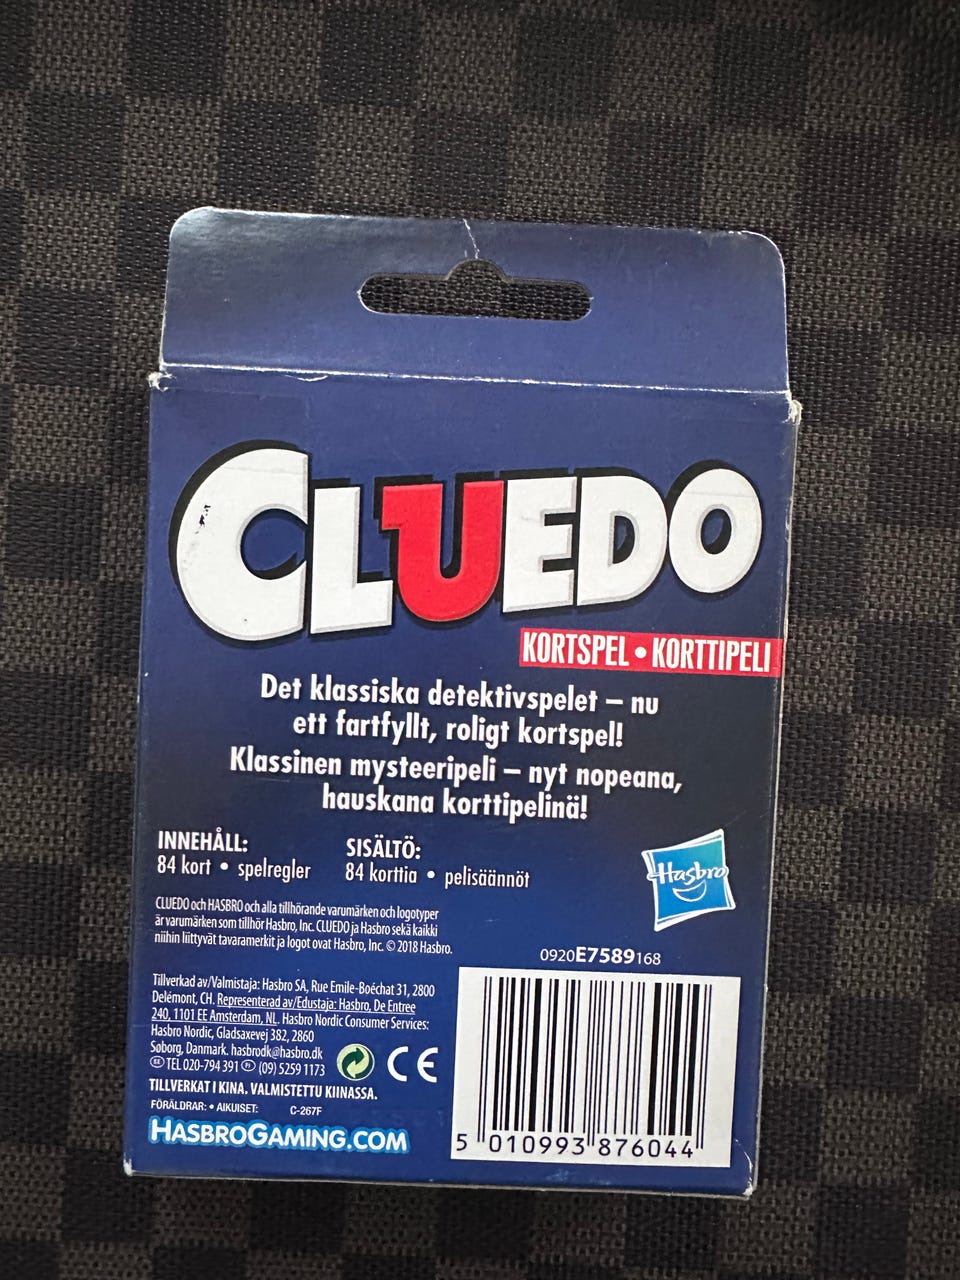 CLUEDO
KORTSPEL • KORTTIPELI
Det klassiska detektivspelet – nu
ett fartfyllt, roligt kortspel!
Klassinen mysteeripeli – nyt nopeana,
hauskana korttipelinä!
INNEHÅLL:
84 kort • spelregler
SISÄLTÖ:
84 korttia • pelisäännöt
Hasbro
CLUEDO och HASBRO och alla tillhörande varumärken och logotyper
är varumärken som tillhör Hasbro, Inc. CLUEDO ja Hasbro sekä kaikki
niihin liittyvät tavaramerkit ja logot ovat Hasbro, Inc. © 2018 Hasbro.
0920E7589168
Tillverkad av/Valmistaja: Hasbro SA, Rue Emile-Boéchat 31, 2800
Delémont, CH. Representerad av/Edustaja: Hasbro, De Entree
240, 1101 EE Amsterdam, NL. Hasbro Nordic Consumer Services:
Hasbro Nordic, Gladsaxevej 382, 2860
Søborg, Danmark. hasbrodk@hasbro.dk
TEL 020-794 391 (09) 5259 1173
CE
TILLVERKAT I KINA. VALMISTETTU KIINASSA.
FÖRÄLDRAR: • AIKUISET: C-267F
HASBROGAMING.COM
5 010993 876044